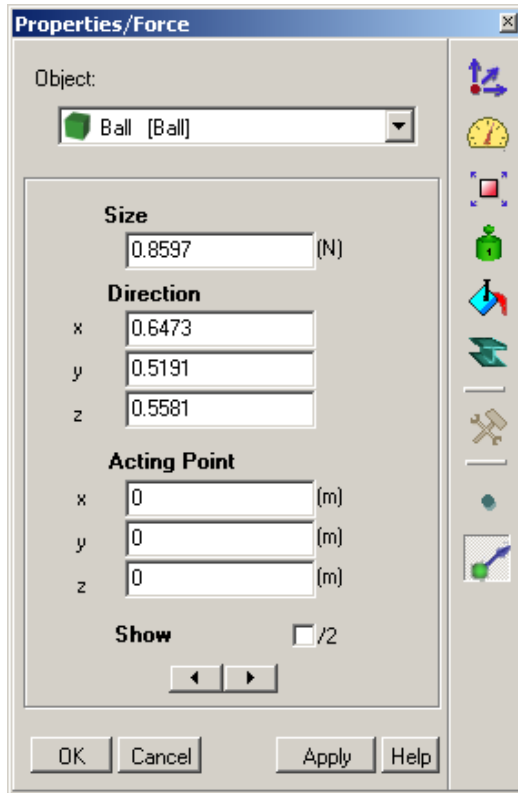 Properties/Force
Object:
Ball [Ball]
Size
0.8597 (N)
Direction
x 0.6473
y 0.5191
z 0.5581
Acting Point
x 0 (m)
y 0 (m)
z 0 (m)
Show /2
OK Cancel Apply Help